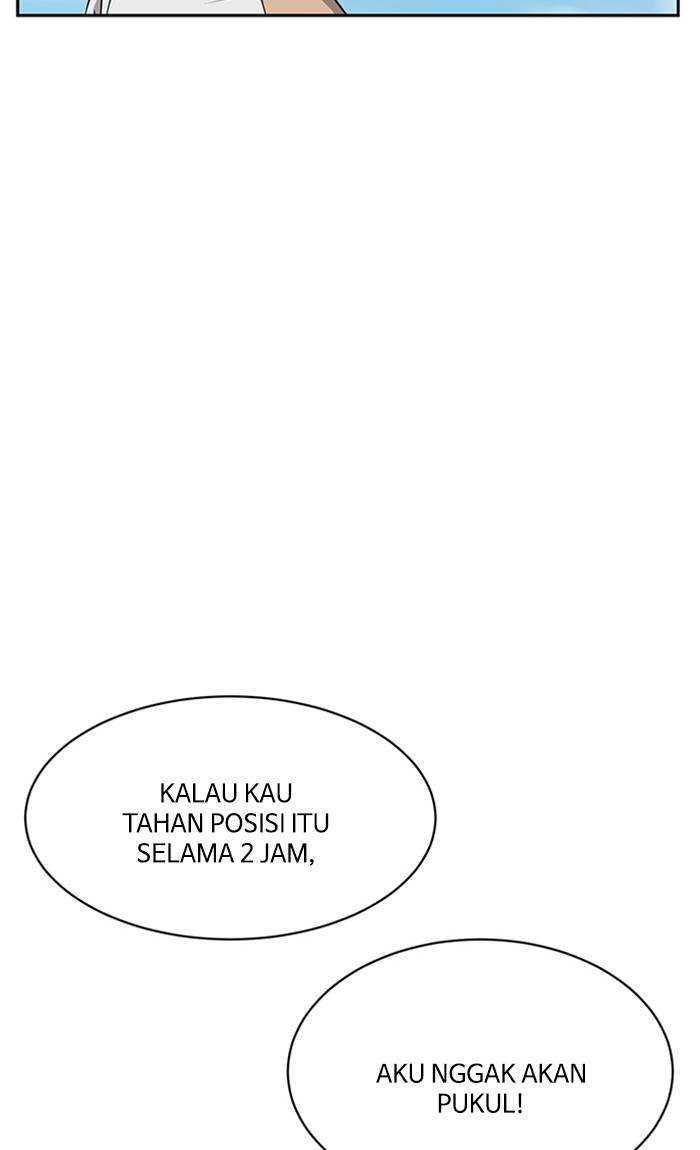 KALAU KAU
TAHAN POSISI ITU
SELAMA 2 JAM,
AKU NGGAK AKAN
PUKUL!